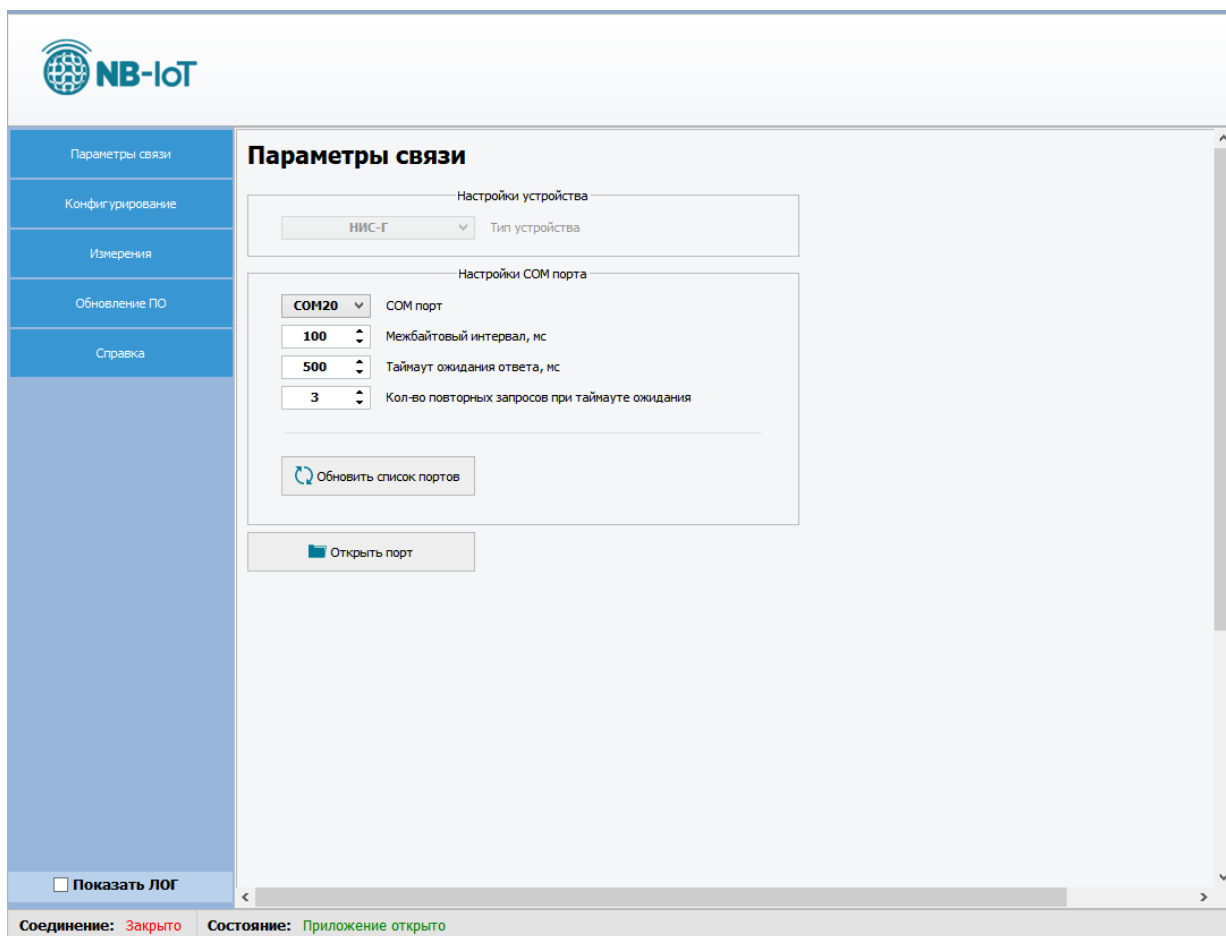 NB-IoT
Параметры связи
Конфигурирование
Измерения
Обновление ПО
Справка
Показать ЛОГ
Параметры связи
Настройки устройства
НИС-Г Тип устройства
Настройки COM порта
COM20 COM порт
100 Межбайтовый интервал, мс
500 Таймаут ожидания ответа, мс
3 Кол-во повторных запросов при таймауте ожидания
Обновить список портов
Открыть порт
Соединение: Закрыто Состояние: Приложение открыто